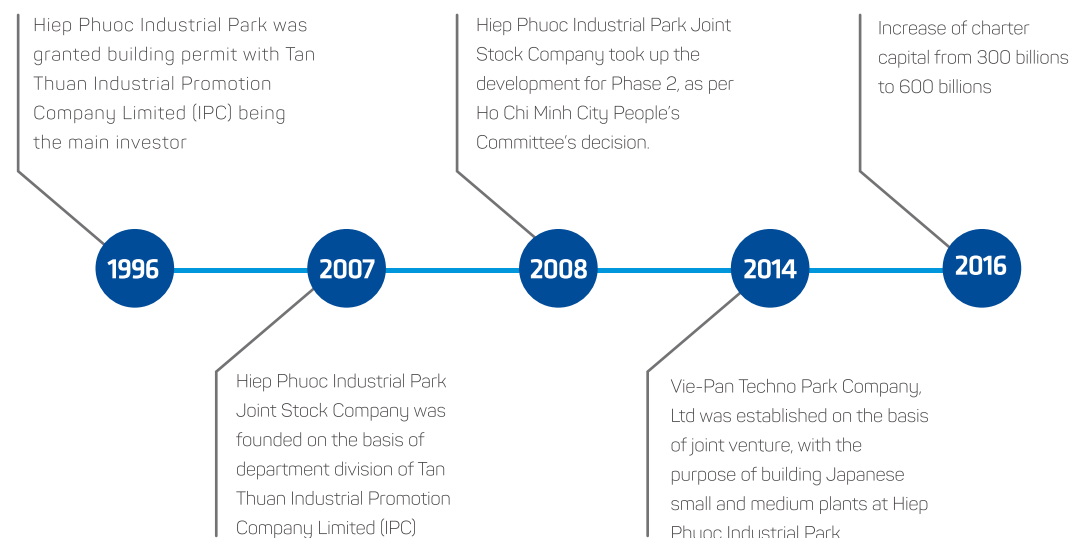 Hiep Phuoc Industrial Park was
granted building permit with Tan
Thuan Industrial Promotion
Company Limited (IPC) being
the main investor
Hiep Phuoc Industrial Park Joint
Stock Company took up the
development for Phase 2, as per
Ho Chi Minh City People's
Committee's decision.
Increase of charter
capital from 300 billions
to 600 billions
1996
2007
2008
2014
2016
Hiep Phuoc Industrial Park
Joint Stock Company was
founded on the basis of
department division of Tan
Thuan Industrial Promotion
Company Limited (IPC)
Vie-Pan Techno Park Company,
Ltd was established on the basis
of joint venture, with the
purpose of building Japanese
small and medium plants at Hiep
Phuoc Industrial Park